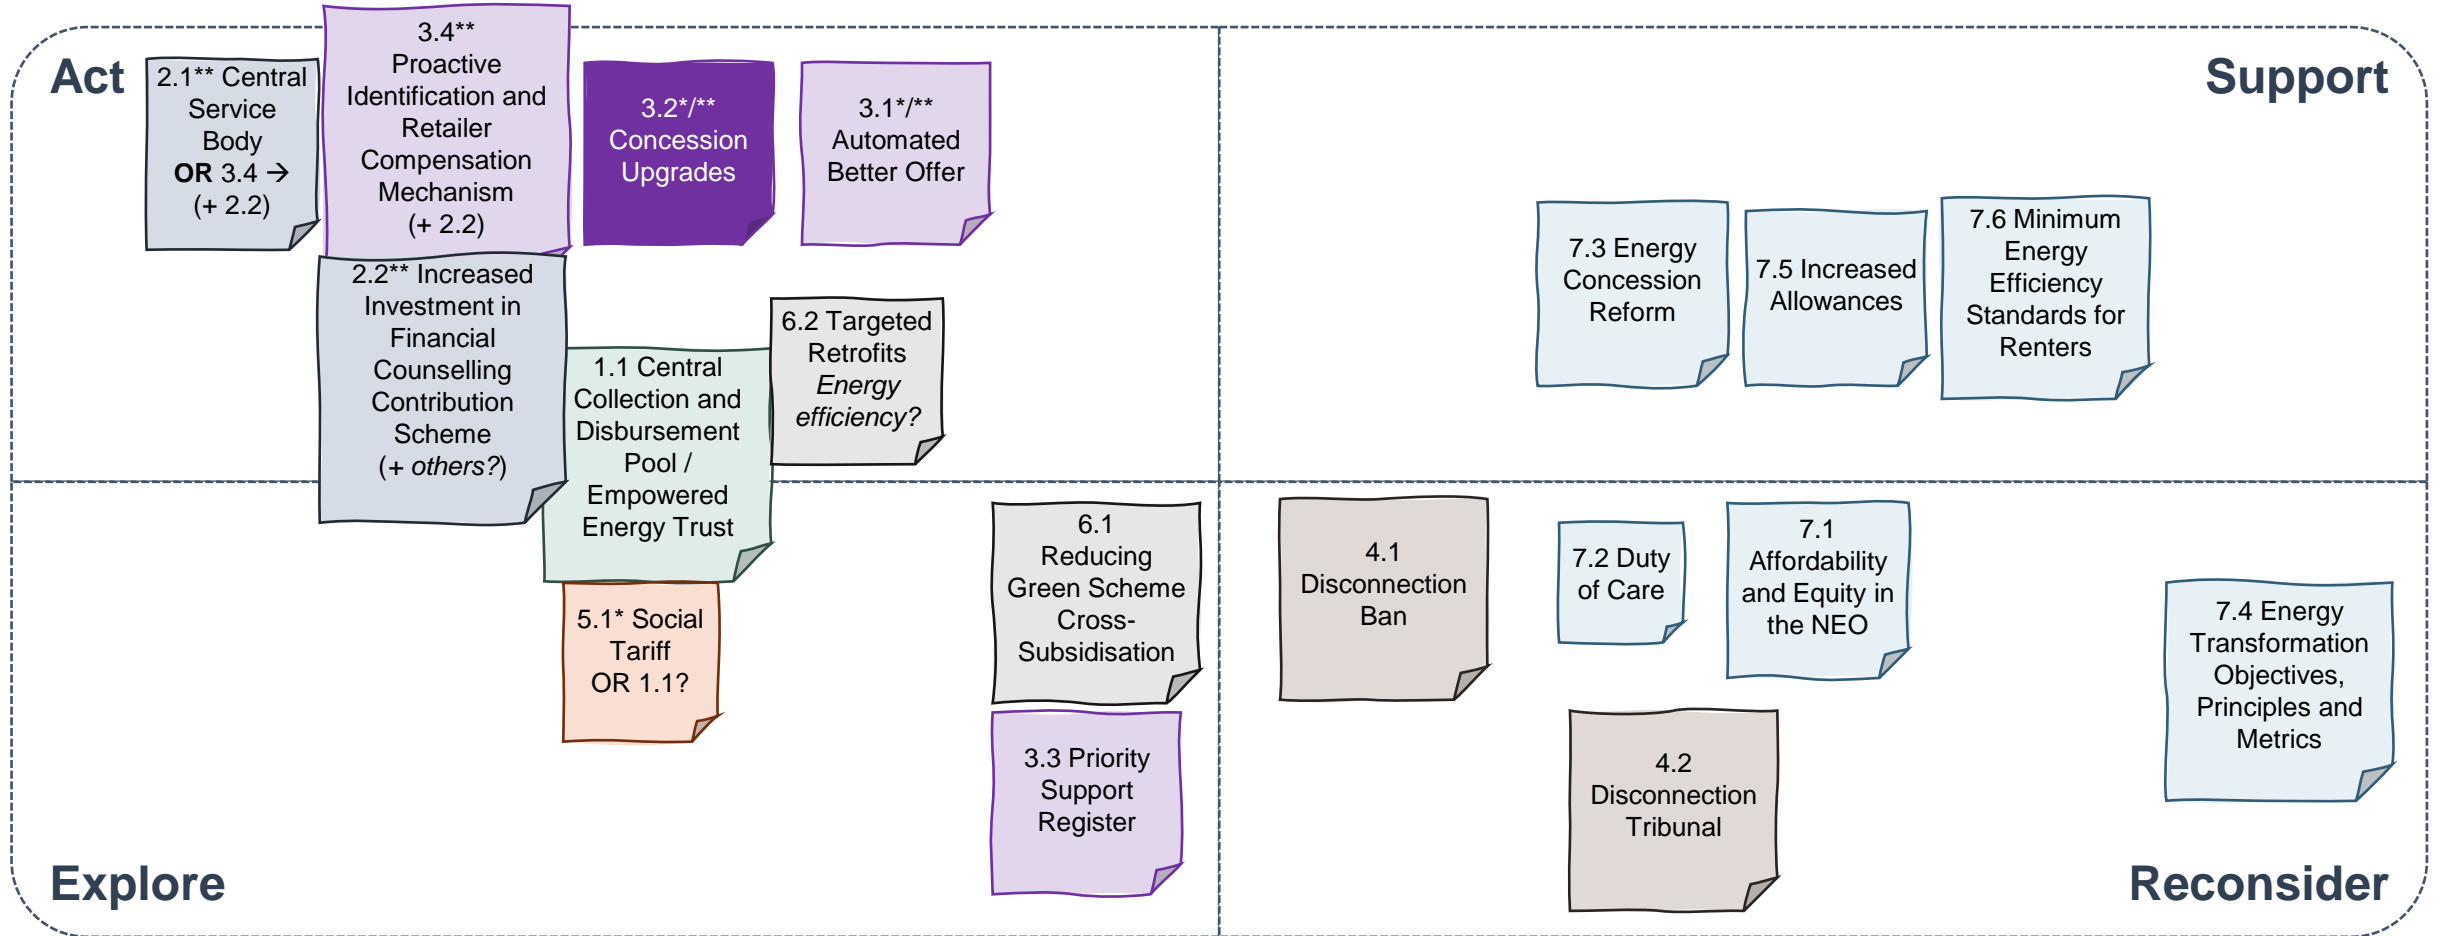 Act
2.1** Central
Service
Body
OR 3.4 →
(+ 2.2)
3.4**
Proactive
Identification and
Retailer
Compensation
Mechanism
(+ 2.2)
3.2*/**
Concession
Upgrades
3.1*/**
Automated
Better Offer
2.2** Increased
Investment in
Financial
Counselling
Contribution
Scheme
(+ others?)
1.1 Central
Collection and
Disbursement
Pool /
Empowered
Energy Trust
6.2 Targeted
Retrofits
Energy
efficiency?
Support
7.3 Energy
Concession
Reform
7.5 Increased
Allowances
7.6 Minimum
Energy
Efficiency
Standards for
Renters
5.1* Social
Tariff
OR 1.1?
6.1
Reducing
Green Scheme
Cross-
Subsidisation
3.3 Priority
Support
Register
Explore
4.1
Disconnection
Ban
7.2 Duty
of Care
7.1
Affordability
and Equity in
the NEO
4.2
Disconnection
Tribunal
7.4 Energy
Transformation
Objectives,
Principles and
Metrics
Reconsider